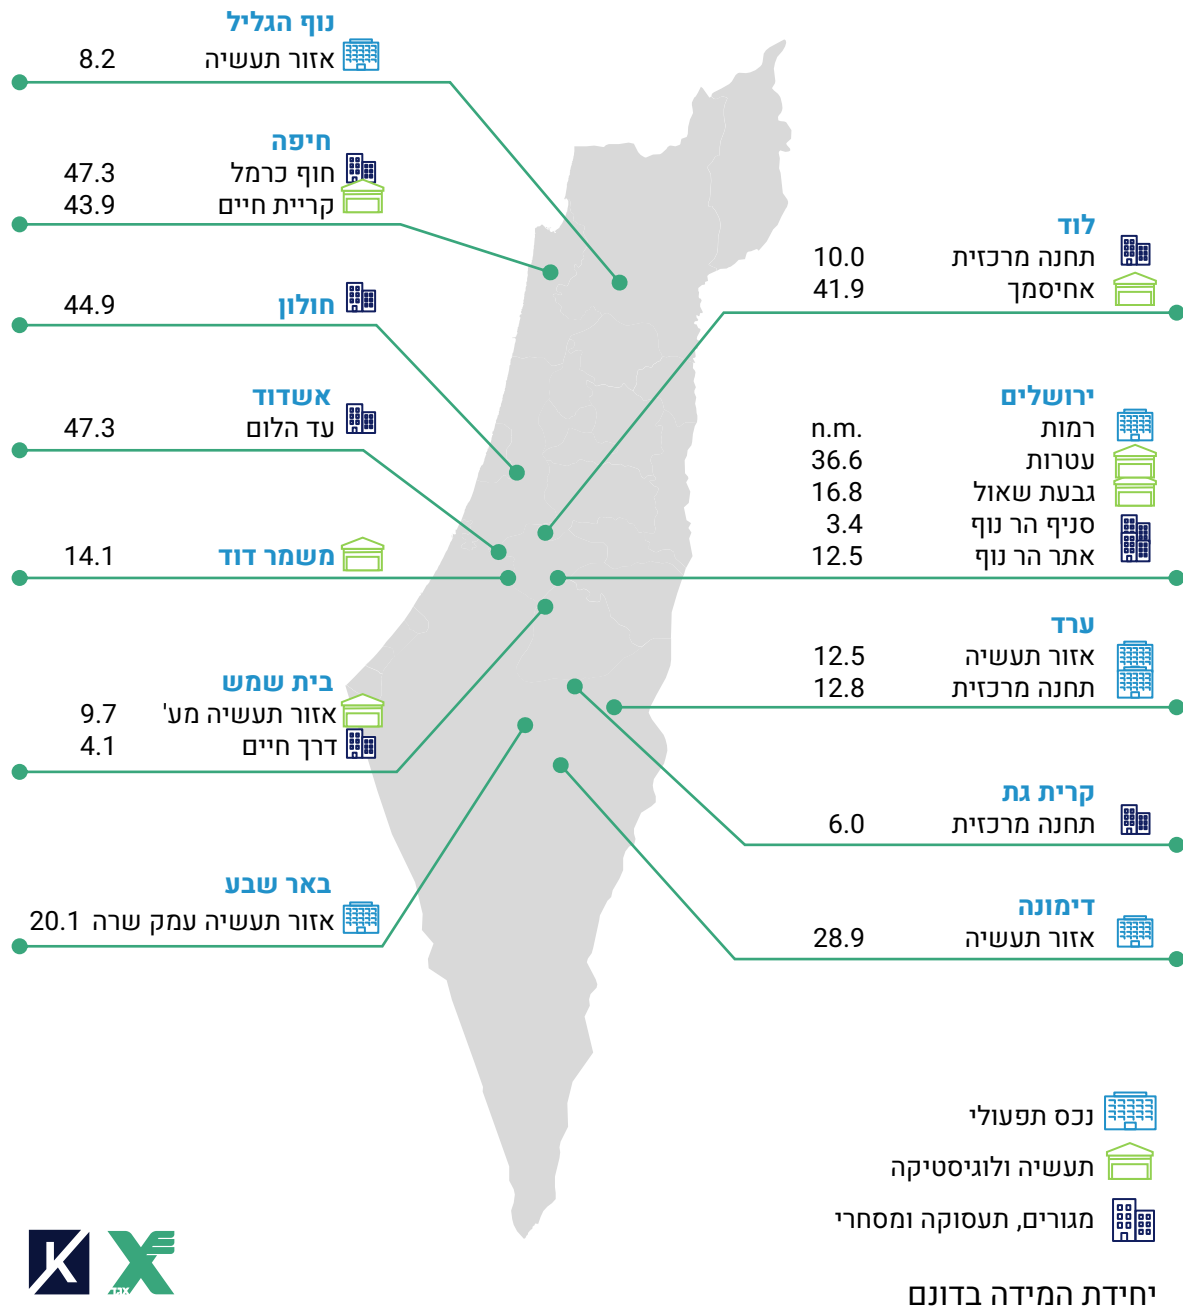 נוף הגליל
אזור תעשיה 8.2
חיפה
חוף כרמל 47.3
קריית חיים 43.9
חולון 44.9
אשדוד
עד הלום 47.3
משמר דוד 14.1
בית שמש
אזור תעשיה מע' 9.7
דרך חיים 4.1
באר שבע
אזור תעשיה עמק שרה 20.1
לוד
תחנה מרכזית 10.0
אחיסמך 41.9
ירושלים
רמות n.m.
עטרות 36.6
גבעת שאול 16.8
סניף הר נוף 3.4
אתר הר נוף 12.5
ערד
אזור תעשיה 12.5
תחנה מרכזית 12.8
קרית גת
תחנה מרכזית 6.0
דימונה
אזור תעשיה 28.9
נכס תפעולי
תעשיה ולוגיסטיקה
מגורים, תעסוקה ומסחרי
יחידת המידה בדונם
K
אגד